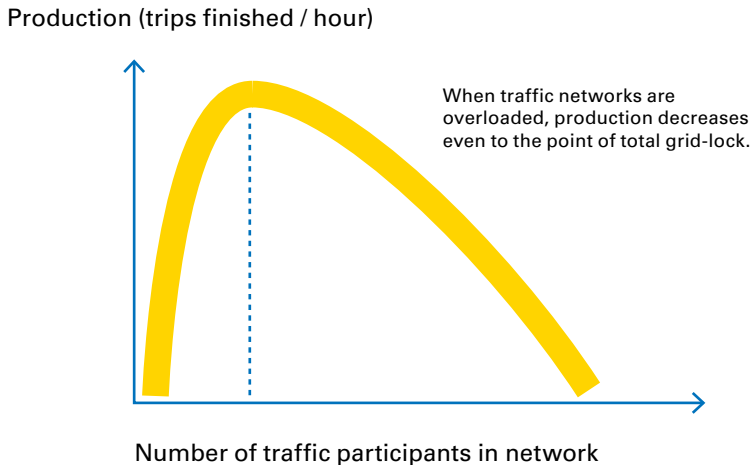 Production (trips finished / hour)
When traffic networks are
overloaded, production decreases
even to the point of total grid-lock.
Number of traffic participants in network